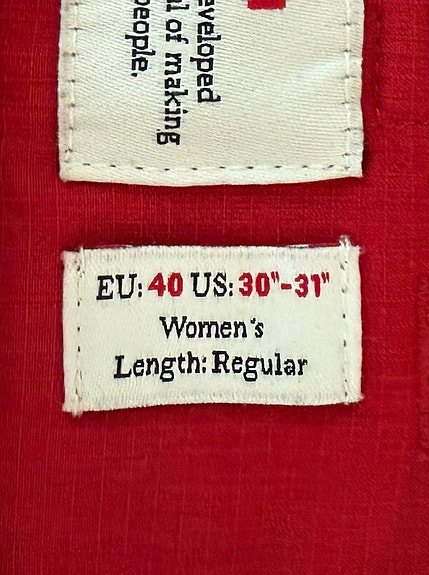 eveloped
l of making
people.
EU: 40 US: 30"-31"
Women's
Length: Regular